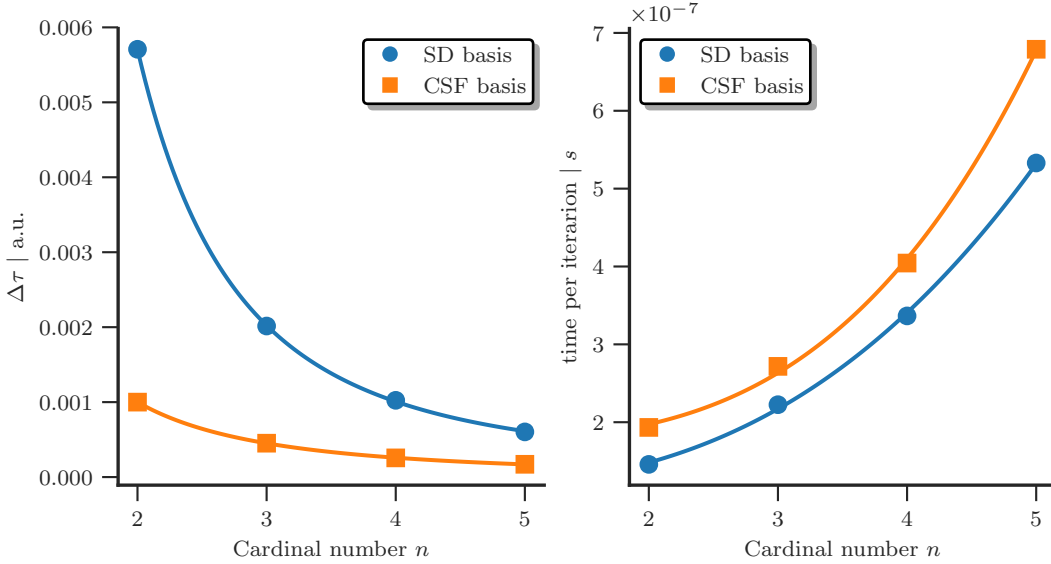 0.006
0.005
0.004
0.003
0.002
0.001
0.000
Δτ | a.u.
2 3 4 5
Cardinal number n
SD basis
CSF basis
×10⁻⁷
7
6
5
4
3
2
time per iterarion | s
2 3 4 5
Cardinal number n
SD basis
CSF basis